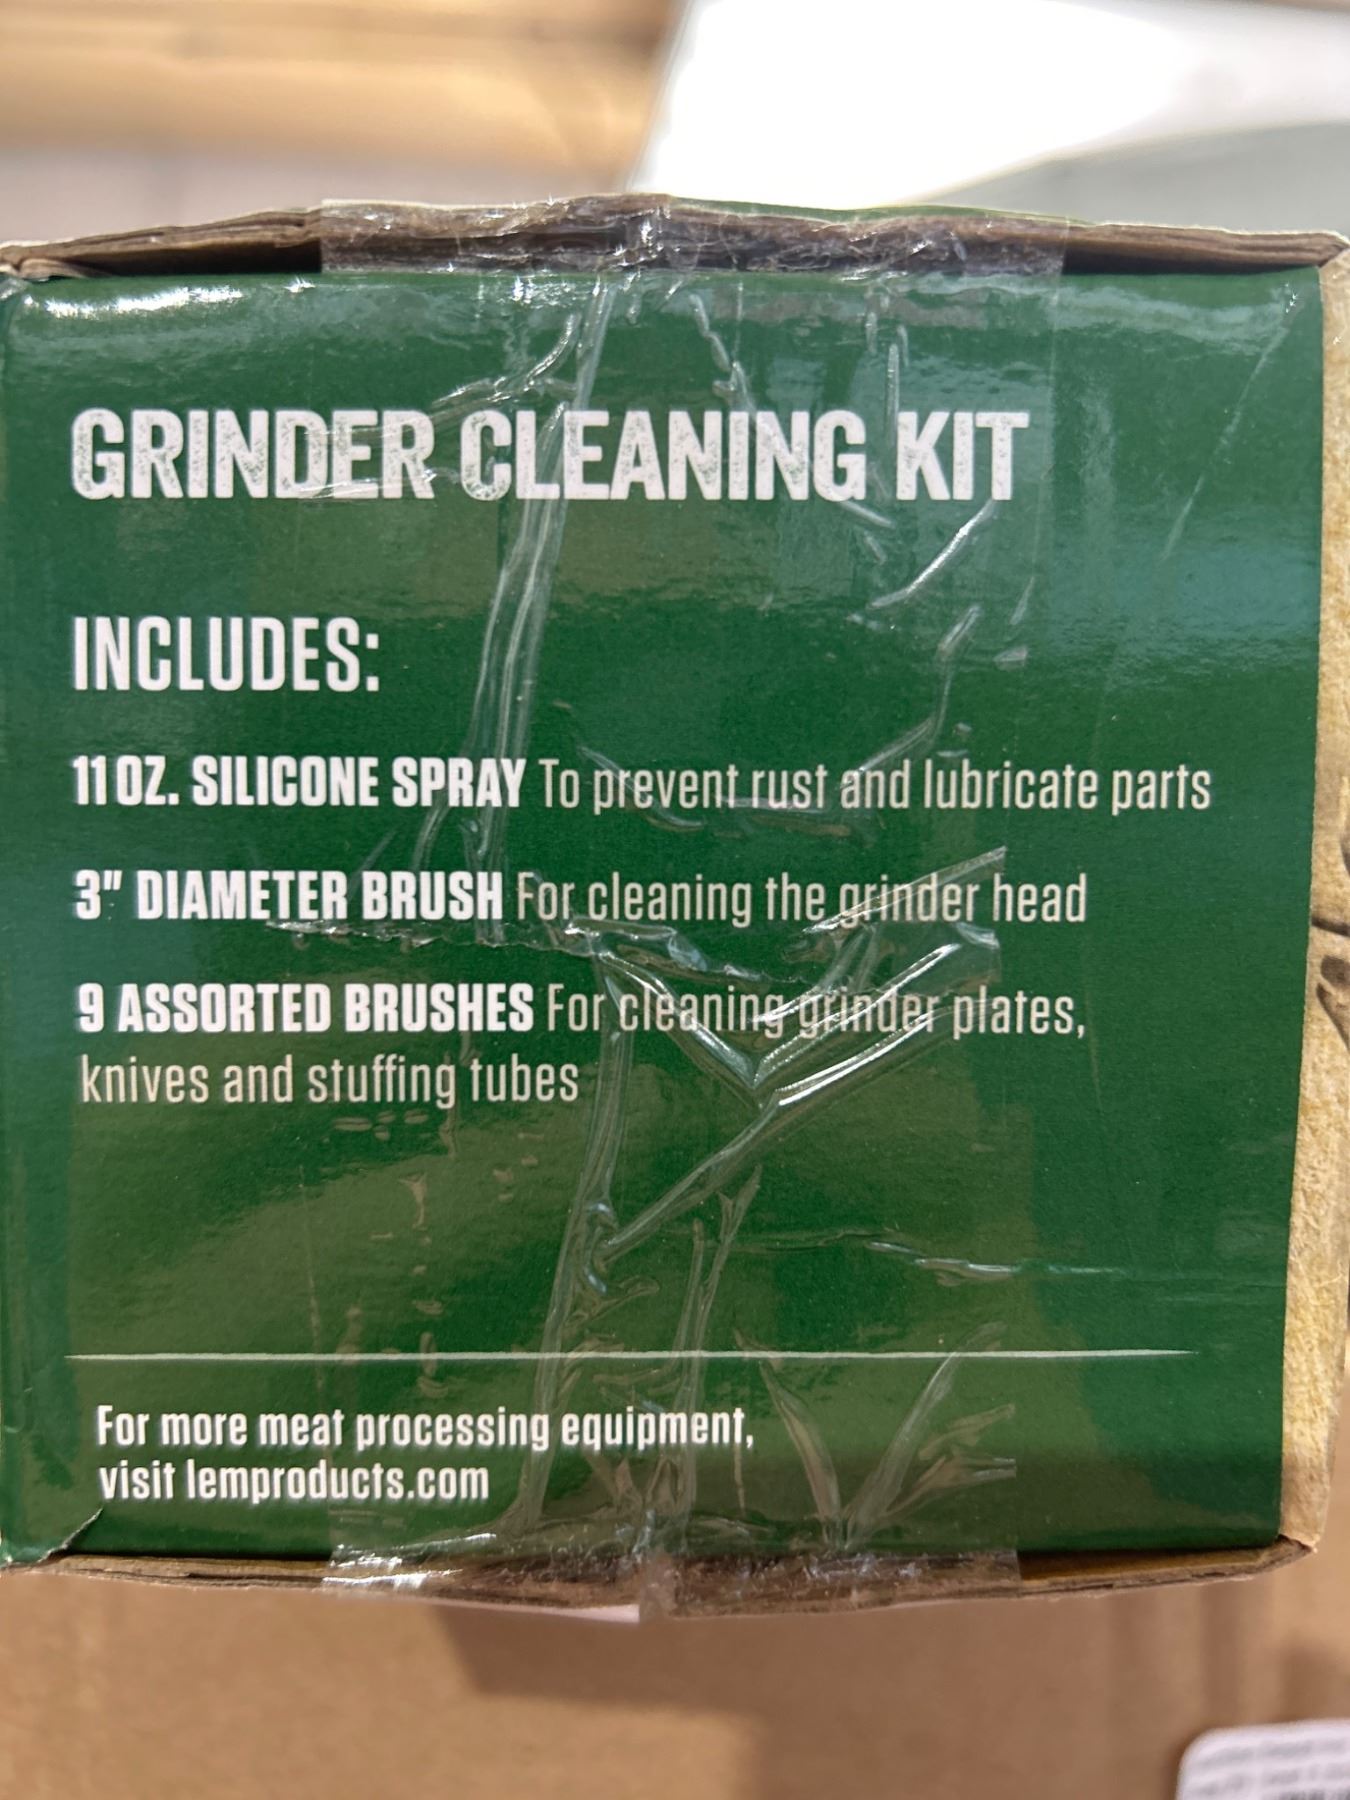 GRINDER CLEANING KIT
INCLUDES:
11 OZ. SILICONE SPRAY To prevent rust and lubricate parts
3" DIAMETER BRUSH For cleaning the grinder head
9 ASSORTED BRUSHES For cleaning grinder plates,
knives and stuffing tubes
For more meat processing equipment,
visit lemproducts.com